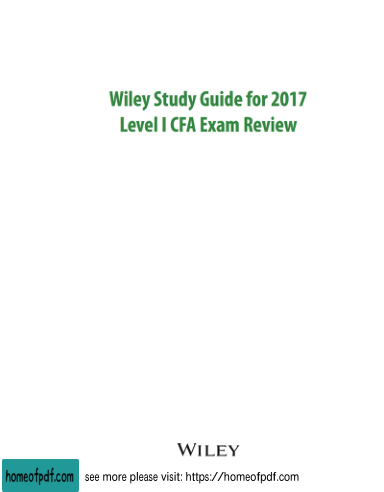 Wiley Study Guide for 2017
Level I CFA Exam Review
WILEY
homeofpdf.com see more please visit: https://homeofpdf.com